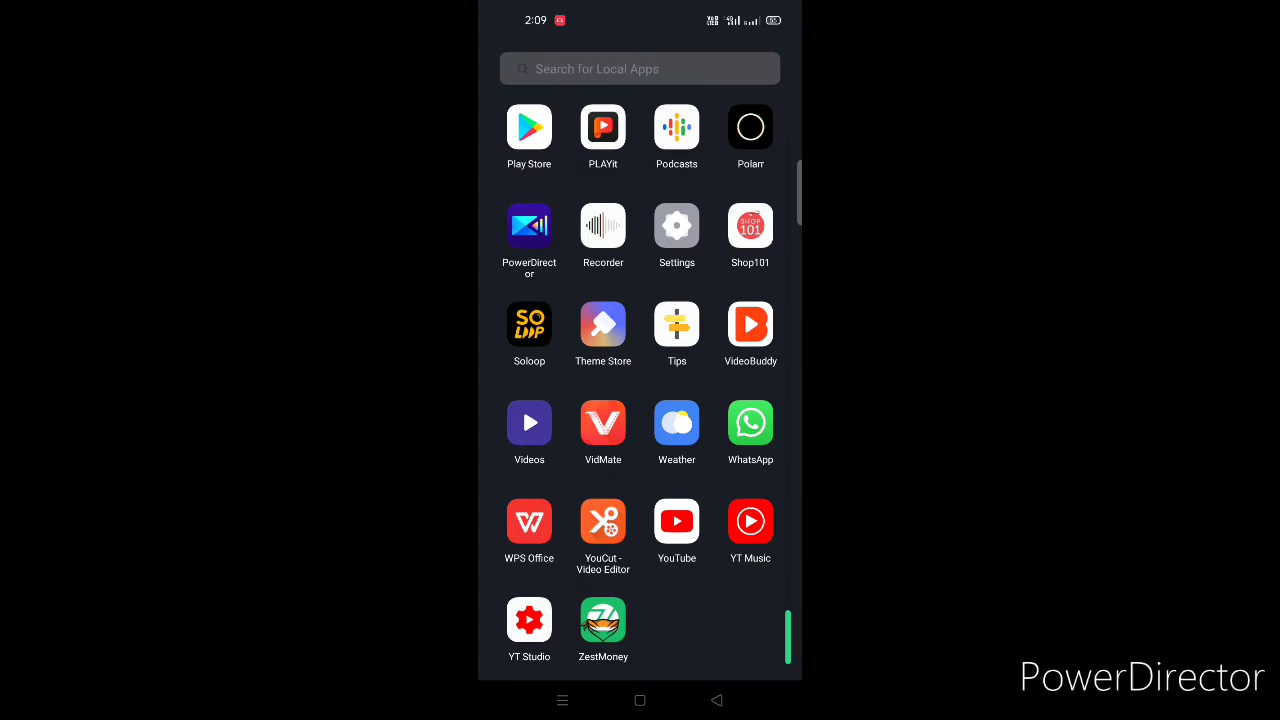 2:09
Search for Local Apps
Play Store
PLAYit
Podcasts
Polarr
PowerDirect
or
Recorder
Settings
SHOP
101
Shop101
SO
LOOP
Soloop
Theme Store
Tips
VideoBuddy
Videos
VidMate
Weather
WhatsApp
WPS Office
YouCut -
Video Editor
YouTube
YT Music
YT Studio
ZestMoney
PowerDirector